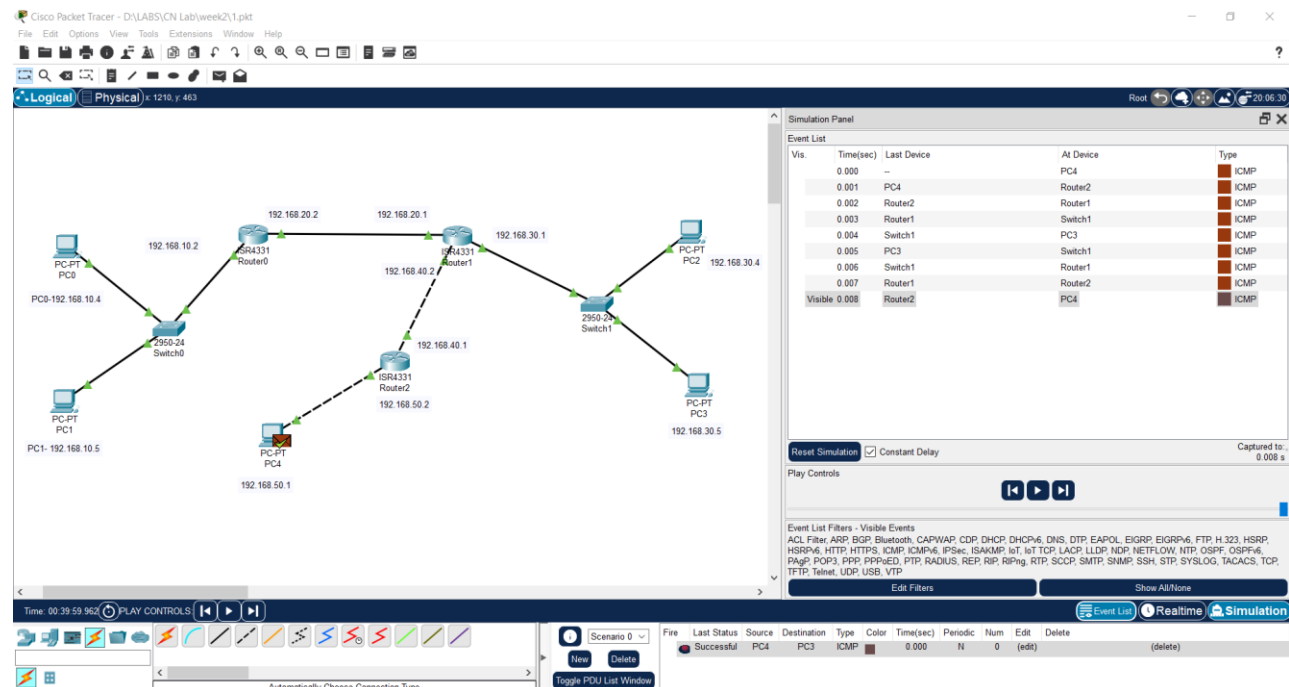 Cisco Packet Tracer - D:\LABS\CN Lab\week2\1.pkt
File Edit Options View Tools Extensions Window Help
?
Logical Physical x: 1210, y: 463
Root 20:06:30
192.168.20.2 192.168.20.1
192.168.10.2
192.168.30.1
PC-PT
PC0
PC0-192.168.10.4
ISR4331
Router0
ISR4331
Router1
192.168.40.2
PC-PT
PC2
192.168.30.4
2950-24
Switch0
2950-24
Switch1
192.168.40.1
ISR4331
Router2
192.168.50.2
PC-PT
PC1
PC1- 192.168.10.5
PC-PT
PC3
192.168.30.5
PC-PT
PC4
192.168.50.1
Simulation Panel
Event List
Vis. Time(sec) Last Device At Device Type
0.000 -- PC4 ICMP
0.001 PC4 Router2 ICMP
0.002 Router2 Router1 ICMP
0.003 Router1 Switch1 ICMP
0.004 Switch1 PC3 ICMP
0.005 PC3 Switch1 ICMP
0.006 Switch1 Router1 ICMP
0.007 Router1 Router2 ICMP
Visible 0.008 Router2 PC4 ICMP
Reset Simulation Constant Delay
Captured to:
0.008 s
Play Controls
Event List Filters - Visible Events
ACL Filter, ARP, BGP, Bluetooth, CAPWAP, CDP, DHCP, DHCPv6, DNS, DTP, EAPOL, EIGRP, EIGRPv6, FTP, H.323, HSRP,
HSRPv6, HTTP, HTTPS, ICMP, ICMPv6, IPSec, ISAKMP, IoT, IoT TCP, LACP, LLDP, NDP, NETFLOW, NTP, OSPF, OSPFv6,
PAgP, POP3, PPP, PPPoED, PTP, RADIUS, REP, RIP, RIPng, RTP, SCCP, SMTP, SNMP, SSH, STP, SYSLOG, TACACS, TCP,
TFTP, Telnet, UDP, USB, VTP
Edit Filters Show All/None
Time: 00:39:59.962 PLAY CONTROLS:
Event List Realtime Simulation
Scenario 0
New Delete
Toggle PDU List Window
Fire Last Status Source Destination Type Color Time(sec) Periodic Num Edit Delete
Successful PC4 PC3 ICMP 0.000 N 0 (edit) (delete)
Automatically Choose Connection Type